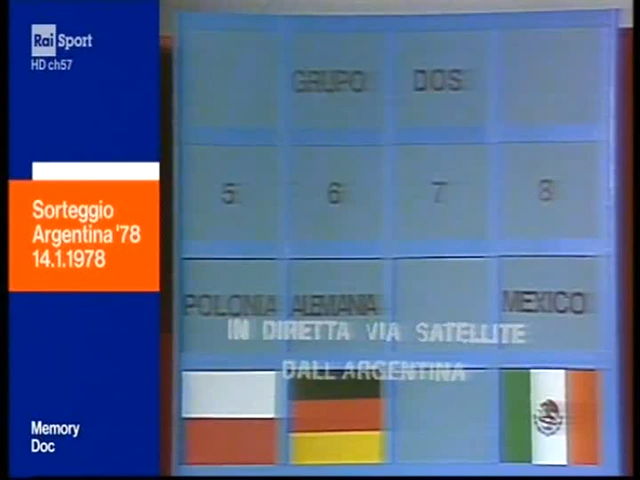 Rai Sport
HD ch57
Sorteggio
Argentina '78
14.1.1978
Memory
Doc
GRUPO DOS
5 6 7 8
POLONIA ALEMANIA MEXICO
IN DIRETTA VIA SATELLITE
DALL'ARGENTINA